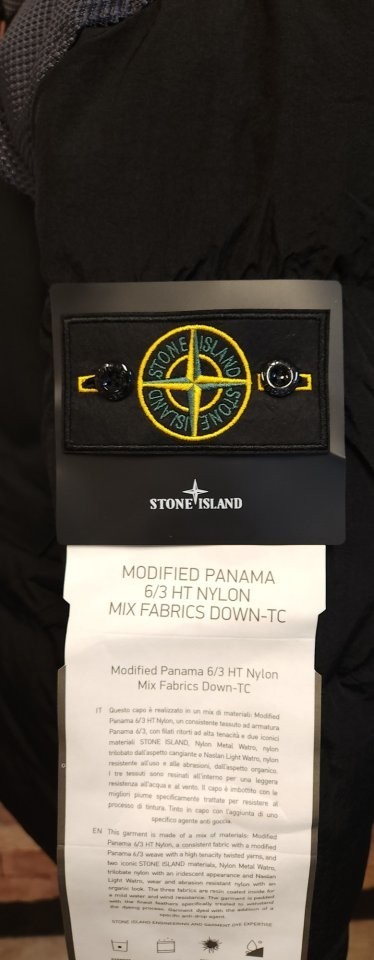 STONE ISLAND
ISLAND STONE
STONE ISLAND
MODIFIED PANAMA
6/3 HT NYLON
MIX FABRICS DOWN-TC
Modified Panama 6/3 HT Nylon
Mix Fabrics Down-TC
IT Questo capo è realizzato in un mix di materiali: Modified
Panama 6/3 HT Nylon, un consistente tessuto ad armatura
Panama 6/3, con filati ritorti ad alta tenacità e due iconici
materiali STONE ISLAND, Nylon Metal Watro, nylon
trilobato dall'aspetto cangiante e Naslan Light Watro, nylon
resistente all'uso e alle abrasioni, dall'aspetto organico.
I tre tessuti sono resinati all'interno per una leggera
resistenza all'acqua e al vento. Il capo è imbottito con le
migliori piume specificamente trattate per resistere al
processo di tintura. Tinto in capo con l'aggiunta di uno
specifico agente anti goccia.
EN This garment is made of a mix of materials: Modified
Panama 6/3 HT Nylon, a consistent fabric with a modified
Panama 6/3 weave with a high tenacity twisted yarns, and
two iconic STONE ISLAND materials, Nylon Metal Watro,
trilobate nylon with an iridescent appearance and Naslan
Light Watro, wear and abrasion resistant nylon with an
organic look. The three fabrics are resin coated inside for
a mild water and wind resistance. The garment is padded
with the finest feathers specifically treated to withstand
the dyeing process. Garment dyed with the addition of a
specific anti-drop agent.
STONE ISLAND ENGINEERING AND GARMENT DYE EXPERTISE